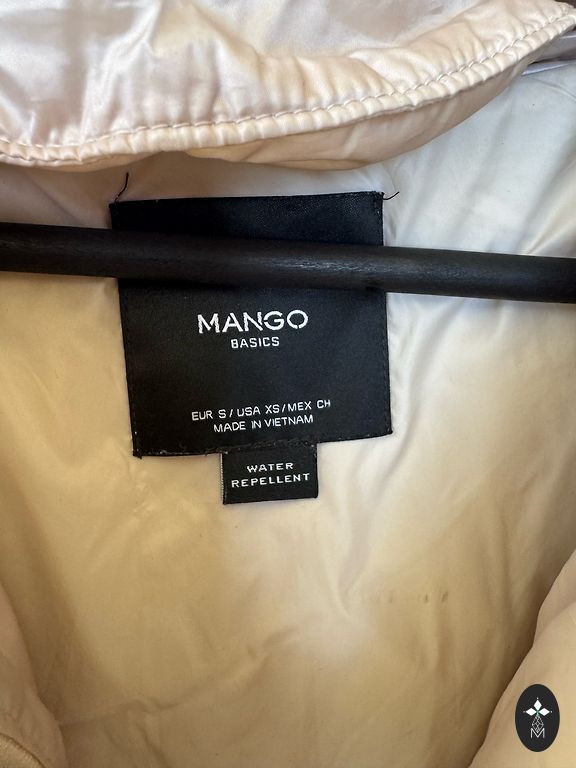 MANGO
BASICS
EUR S / USA XS / MEX CH
MADE IN VIETNAM
WATER
REPELLENT
M